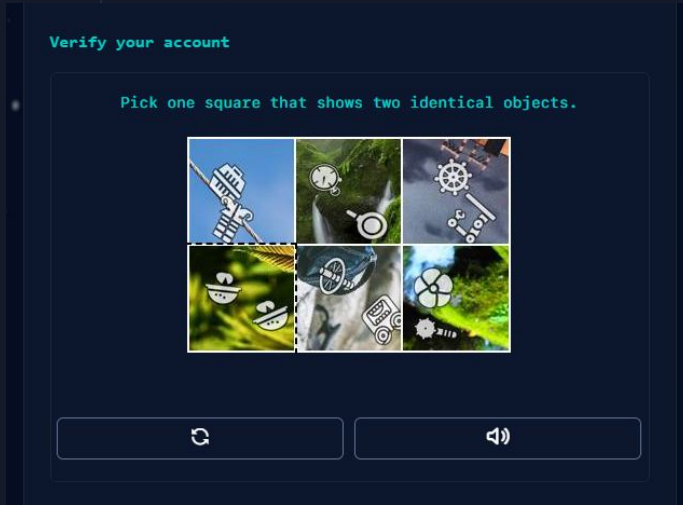 Verify your account
Pick one square that shows two identical objects.